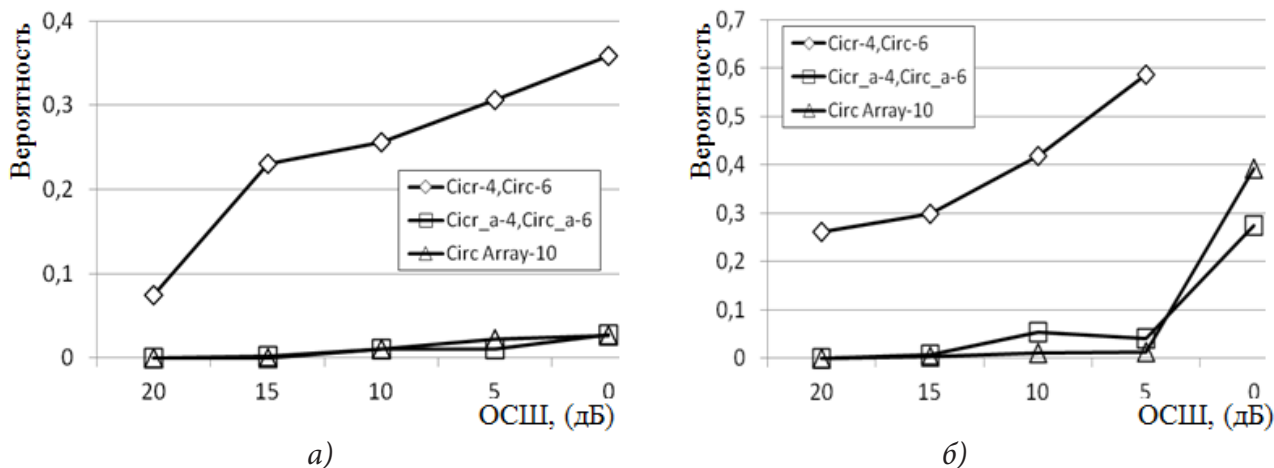 Вероятность
0,4
0,3
0,2
0,1
0
Cicr-4,Circ-6
Cicr_a-4,Circ_a-6
Circ Array-10
20 15 10 5 0
ОСШ, (дБ)
а)
Вероятность
0,7
0,6
0,5
0,4
0,3
0,2
0,1
0
Cicr-4,Circ-6
Cicr_a-4,Circ_a-6
Circ Array-10
20 15 10 5 0
ОСШ, (дБ)
б)